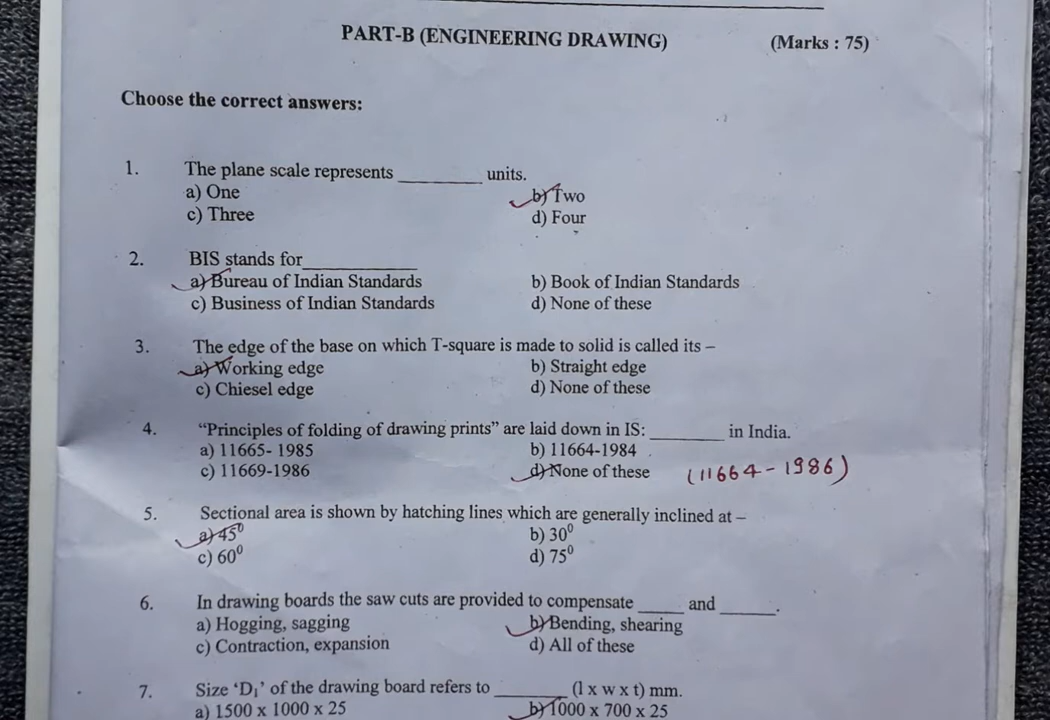 PART-B (ENGINEERING DRAWING) (Marks : 75)
Choose the correct answers:
1. The plane scale represents ________ units.
a) One b) Two
c) Three d) Four
2. BIS stands for____________
a) Bureau of Indian Standards b) Book of Indian Standards
c) Business of Indian Standards d) None of these
3. The edge of the base on which T-square is made to solid is called its –
a) Working edge b) Straight edge
c) Chiesel edge d) None of these
4. “Principles of folding of drawing prints” are laid down in IS: ________ in India.
a) 11665- 1985 b) 11664-1984
c) 11669-1986 d) None of these (11664-1986)
5. Sectional area is shown by hatching lines which are generally inclined at –
a) 45⁰ b) 30⁰
c) 60⁰ d) 75⁰
6. In drawing boards the saw cuts are provided to compensate _____ and ______.
a) Hogging, sagging b) Bending, shearing
c) Contraction, expansion d) All of these
7. Size ‘D₁’ of the drawing board refers to ________ (l x w x t) mm.
a) 1500 x 1000 x 25 b) 1000 x 700 x 25